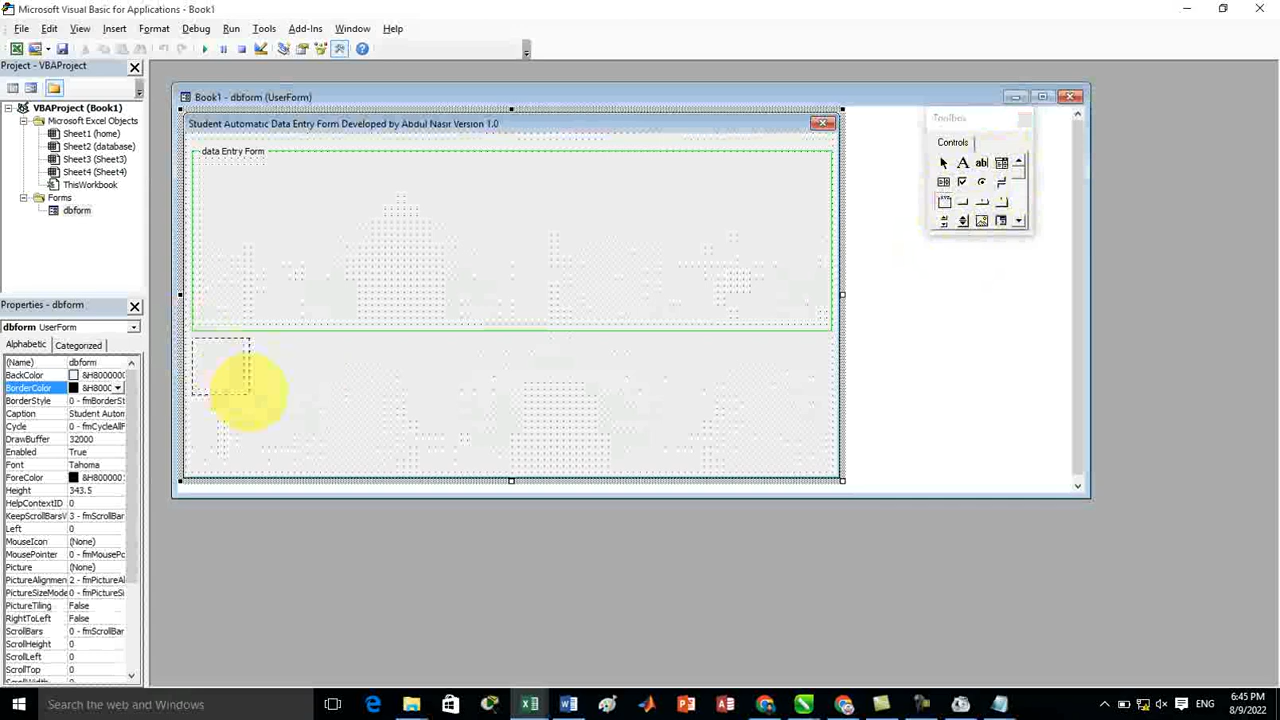 Microsoft Visual Basic for Applications - Book1
File Edit View Insert Format Debug Run Tools Add-Ins Window Help
Project - VBAProject
VBAProject (Book1)
Microsoft Excel Objects
Sheet1 (home)
Sheet2 (database)
Sheet3 (Sheet3)
Sheet4 (Sheet4)
ThisWorkbook
Forms
dbform
Properties - dbform
dbform UserForm
Alphabetic Categorized
(Name) dbform
BackColor &H8000000
BorderColor &H8000
BorderStyle 0 - fmBorderSt
Caption Student Autom
Cycle 0 - fmCycleAllF
DrawBuffer 32000
Enabled True
Font Tahoma
ForeColor &H8000001
Height 343.5
HelpContextID 0
KeepScrollBarsV 3 - fmScrollBar
Left 0
MouseIcon (None)
MousePointer 0 - fmMousePo
Picture (None)
PictureAlignmen 2 - fmPictureAl
PictureSizeMode 0 - fmPictureSi
PictureTiling False
RightToLeft False
ScrollBars 0 - fmScrollBar
ScrollHeight 0
ScrollLeft 0
ScrollTop 0
ScrollWidth 0
Book1 - dbform (UserForm)
Student Automatic Data Entry Form Developed by Abdul Nasir Version 1.0
data Entry Form
Toolbox
Controls
A ab|
Search the web and Windows
ENG
6:45 PM
8/9/2022